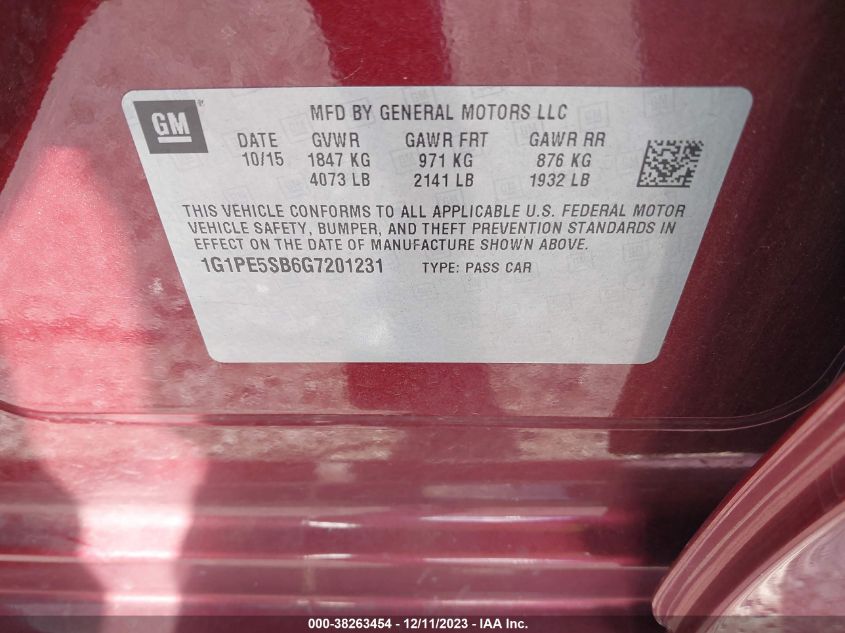 GM
MFD BY GENERAL MOTORS LLC
DATE GVWR GAWR FRT GAWR RR
10/15 1847 KG 971 KG 876 KG
4073 LB 2141 LB 1932 LB
THIS VEHICLE CONFORMS TO ALL APPLICABLE U.S. FEDERAL MOTOR
VEHICLE SAFETY, BUMPER, AND THEFT PREVENTION STANDARDS IN
EFFECT ON THE DATE OF MANUFACTURE SHOWN ABOVE.
1G1PE5SB6G7201231 TYPE: PASS CAR
000-38263454 - 12/11/2023 - IAA Inc.